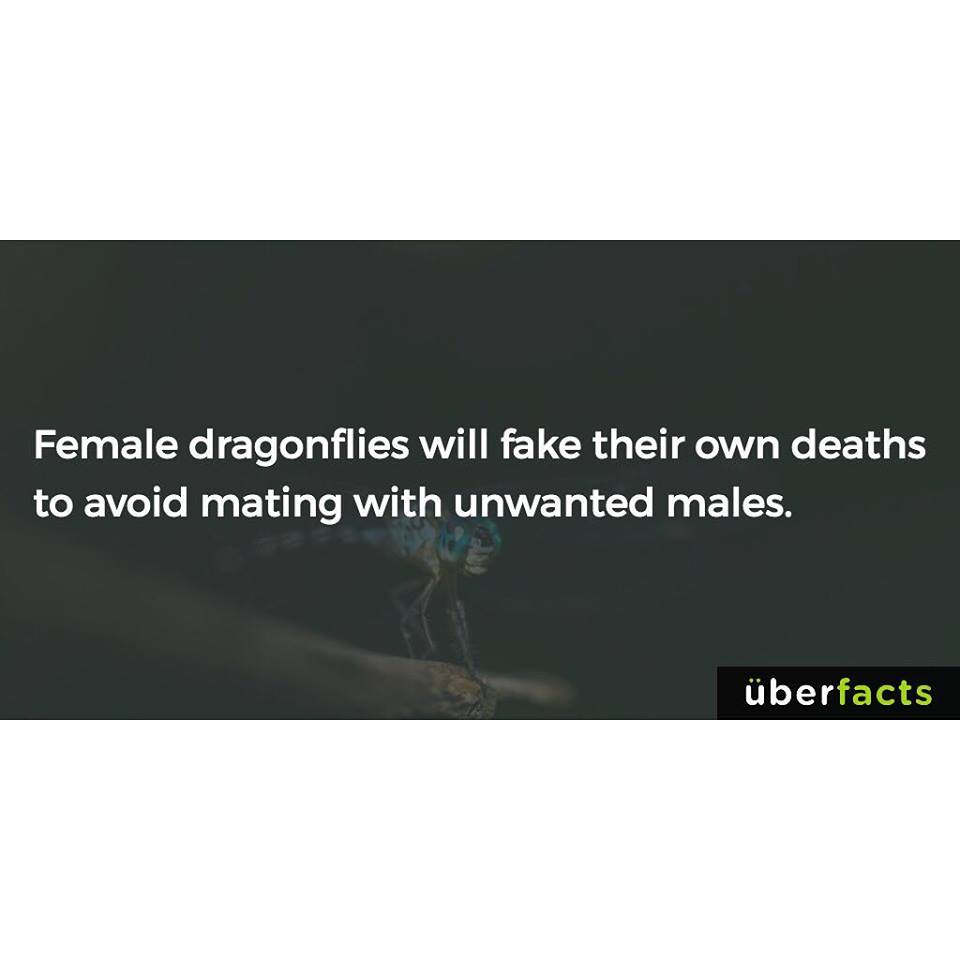 Female dragonflies will fake their own deaths
to avoid mating with unwanted males.
überfacts